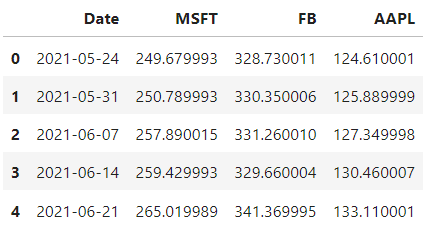 Date MSFT FB AAPL
0 2021-05-24 249.679993 328.730011 124.610001
1 2021-05-31 250.789993 330.350006 125.889999
2 2021-06-07 257.890015 331.260010 127.349998
3 2021-06-14 259.429993 329.660004 130.460007
4 2021-06-21 265.019989 341.369995 133.110001